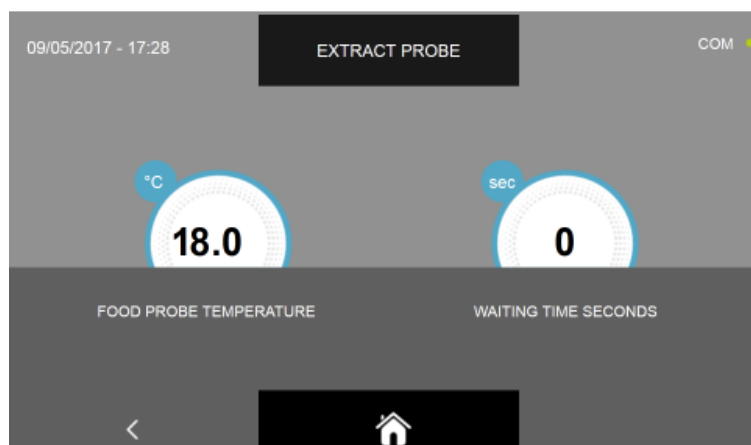 09/05/2017 - 17:28
EXTRACT PROBE
COM
°C
sec
18.0
0
FOOD PROBE TEMPERATURE
WAITING TIME SECONDS